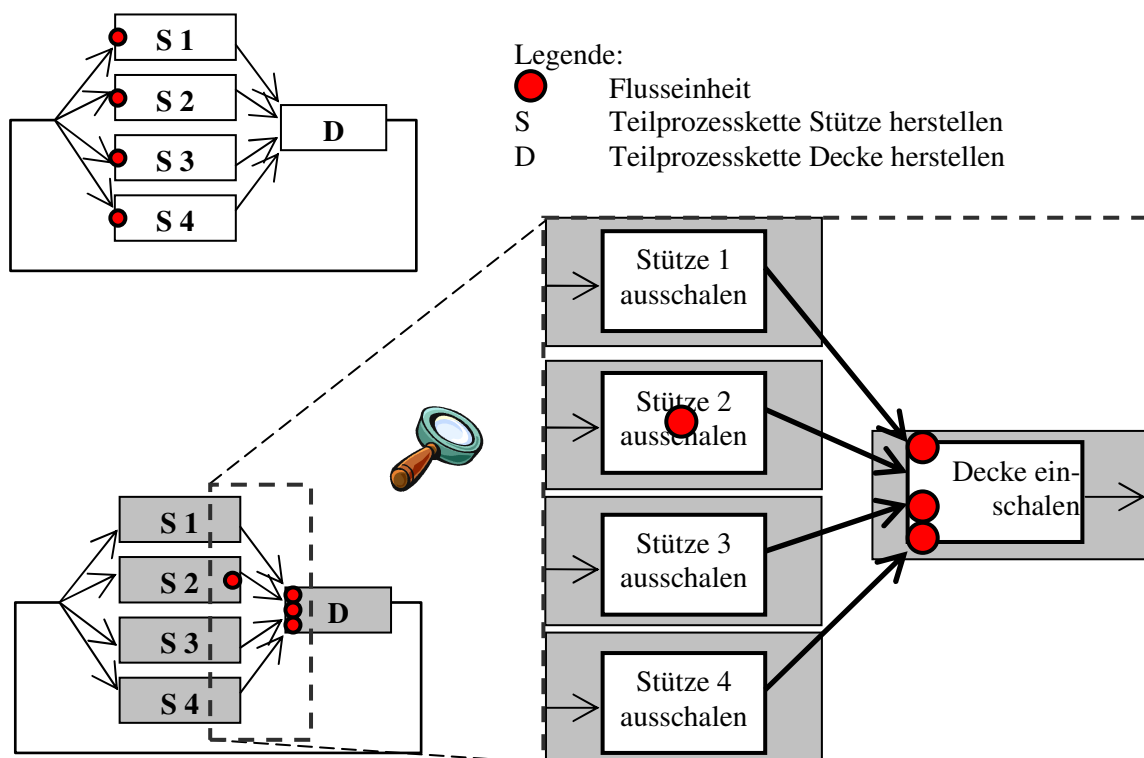 S 1
S 2
S 3
S 4
D
Legende:
Flusseinheit
S Teilprozesskette Stütze herstellen
D Teilprozesskette Decke herstellen
S 1
S 2
S 3
S 4
D
Stütze 1
ausschalen
Stütze 2
ausschalen
Stütze 3
ausschalen
Stütze 4
ausschalen
Decke ein-
schalen